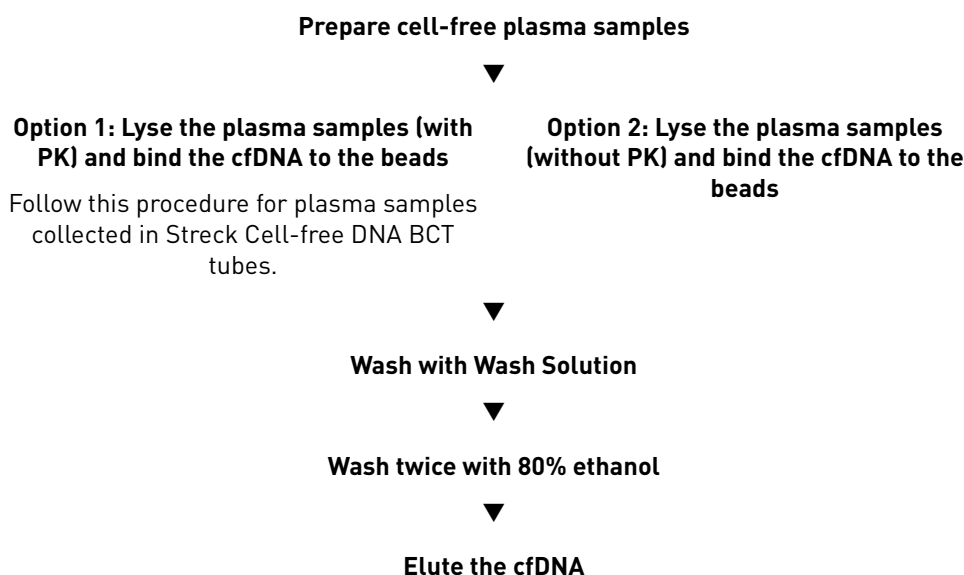 Prepare cell-free plasma samples
▼
Option 1: Lyse the plasma samples (with
PK) and bind the cfDNA to the beads
Follow this procedure for plasma samples
collected in Streck Cell-free DNA BCT
tubes.
Option 2: Lyse the plasma samples
(without PK) and bind the cfDNA to the
beads
▼
Wash with Wash Solution
▼
Wash twice with 80% ethanol
▼
Elute the cfDNA